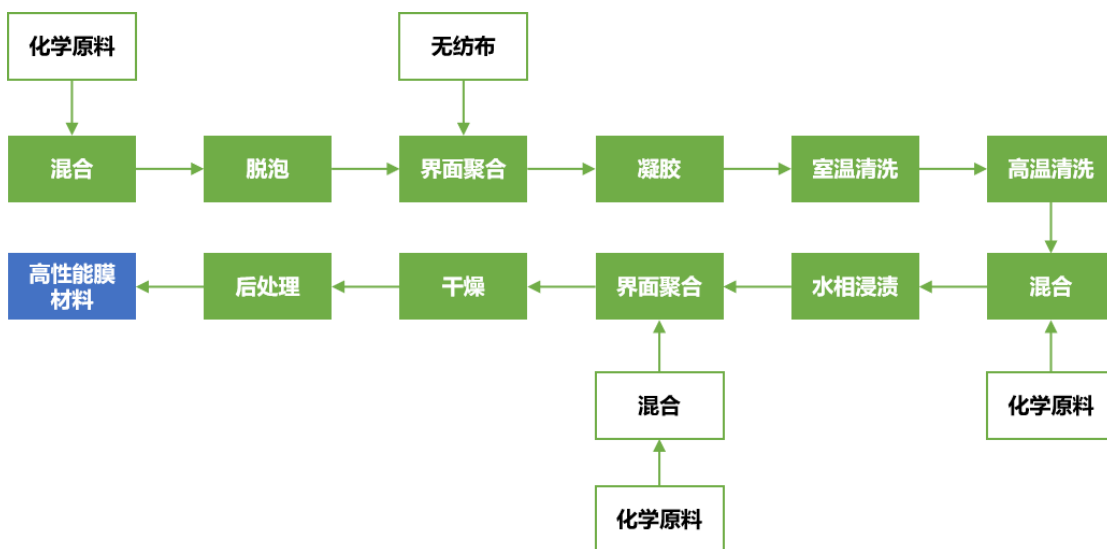 化学原料
无纺布
混合
脱泡
界面聚合
凝胶
室温清洗
高温清洗
高性能膜
材料
后处理
干燥
界面聚合
水相浸渍
混合
混合
化学原料
化学原料